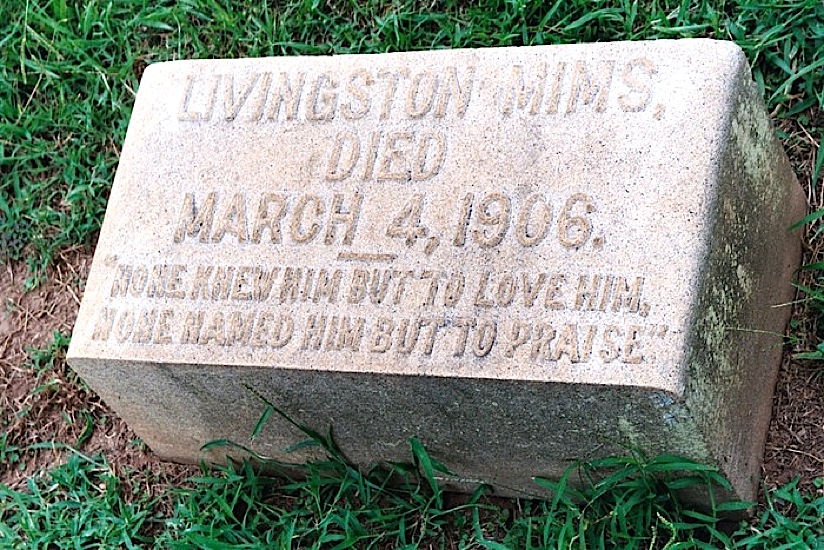 LIVINGSTON MIMS,
DIED
MARCH 4, 1906.
"NONE KNEW HIM BUT TO LOVE HIM,
NONE NAMED HIM BUT TO PRAISE"